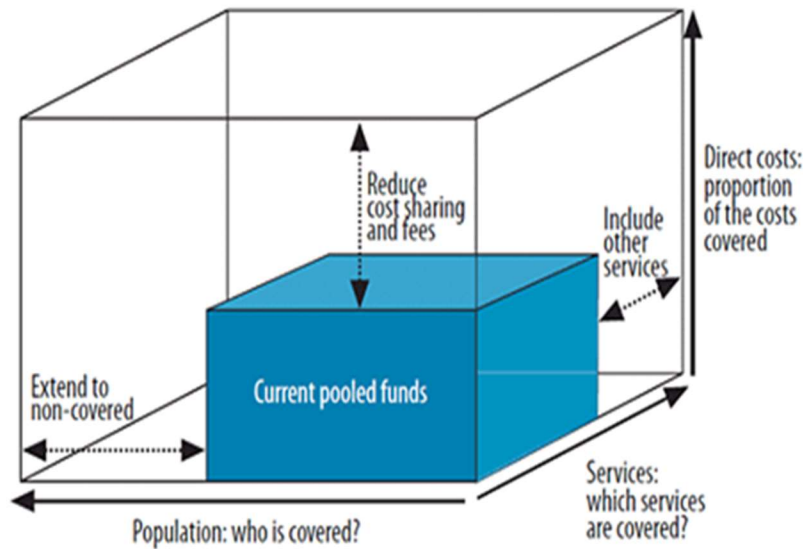 Reduce
cost sharing
and fees
Direct costs:
proportion
of the costs
covered
Include
other
services
Extend to
non-covered
Current pooled funds
Services:
which services
are covered?
Population: who is covered?